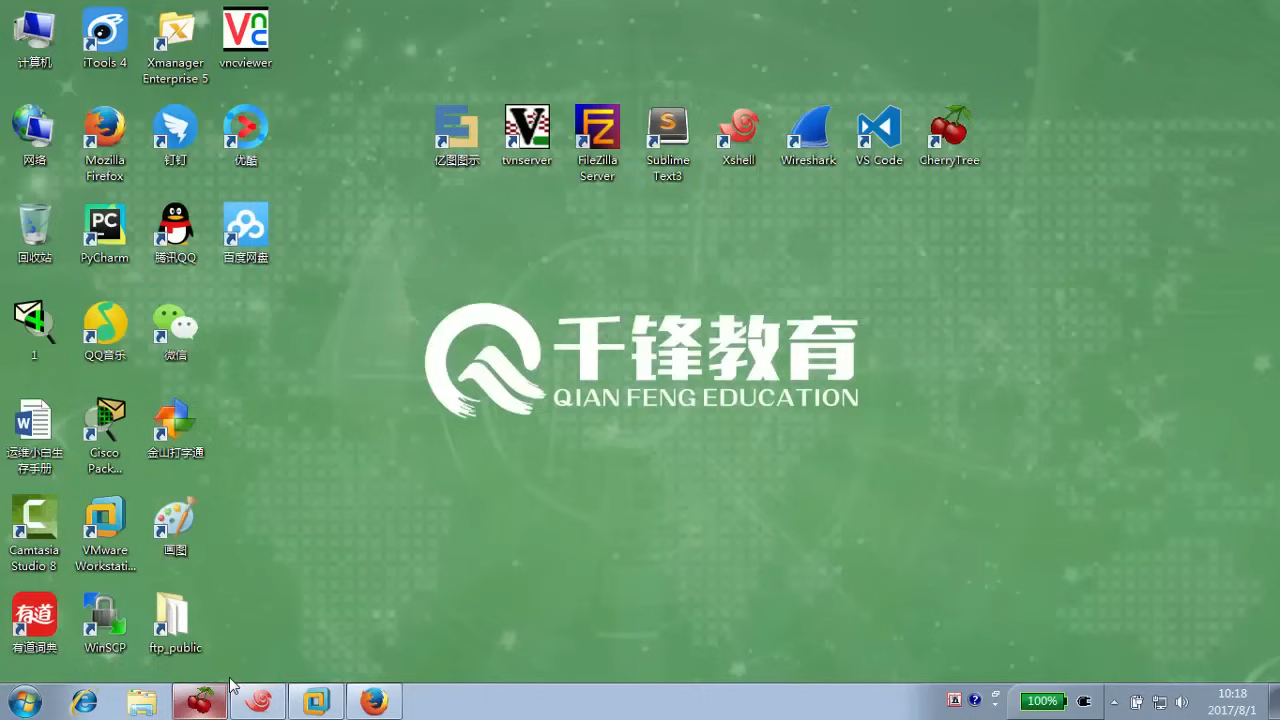 计算机
iTools 4
Xmanager
Enterprise 5
vncviewer
网络
Mozilla
Firefox
钉钉
优酷
亿图图示
tvnserver
FileZilla
Server
Sublime
Text3
Xshell
Wireshark
VS Code
CherryTree
回收站
PyCharm
腾讯QQ
百度网盘
1
QQ音乐
微信
千锋教育
QIAN FENG EDUCATION
运维小白生
存手册
Cisco
Pack...
金山打字通
Camtasia
Studio 8
VMware
Workstati...
画图
有道
有道词典
WinSCP
ftp_public
100%
10:18
2017/8/1